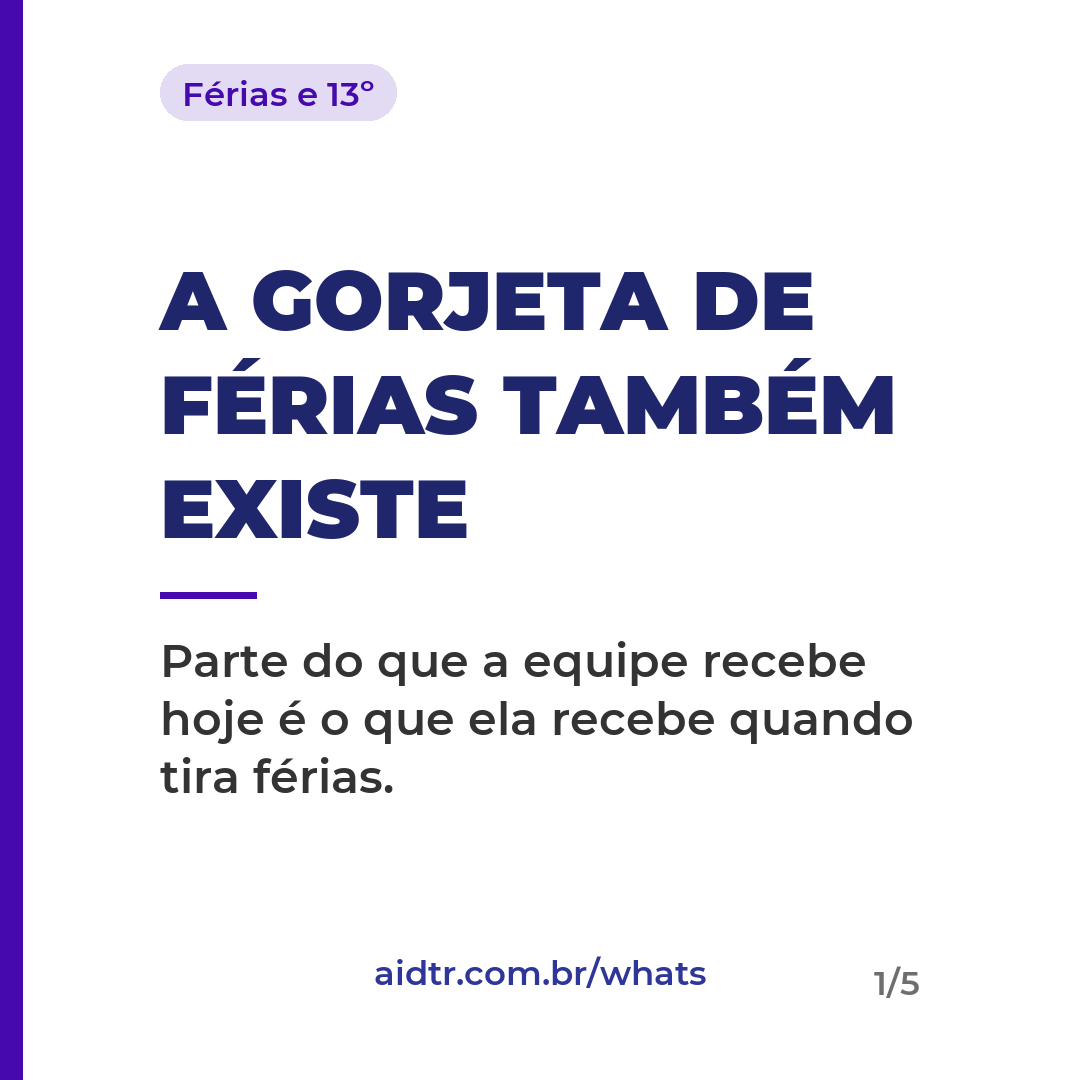 Férias e 13º
A GORJETA DE
FÉRIAS TAMBÉM
EXISTE
Parte do que a equipe recebe
hoje é o que ela recebe quando
tira férias.
aidtr.com.br/whats
1/5